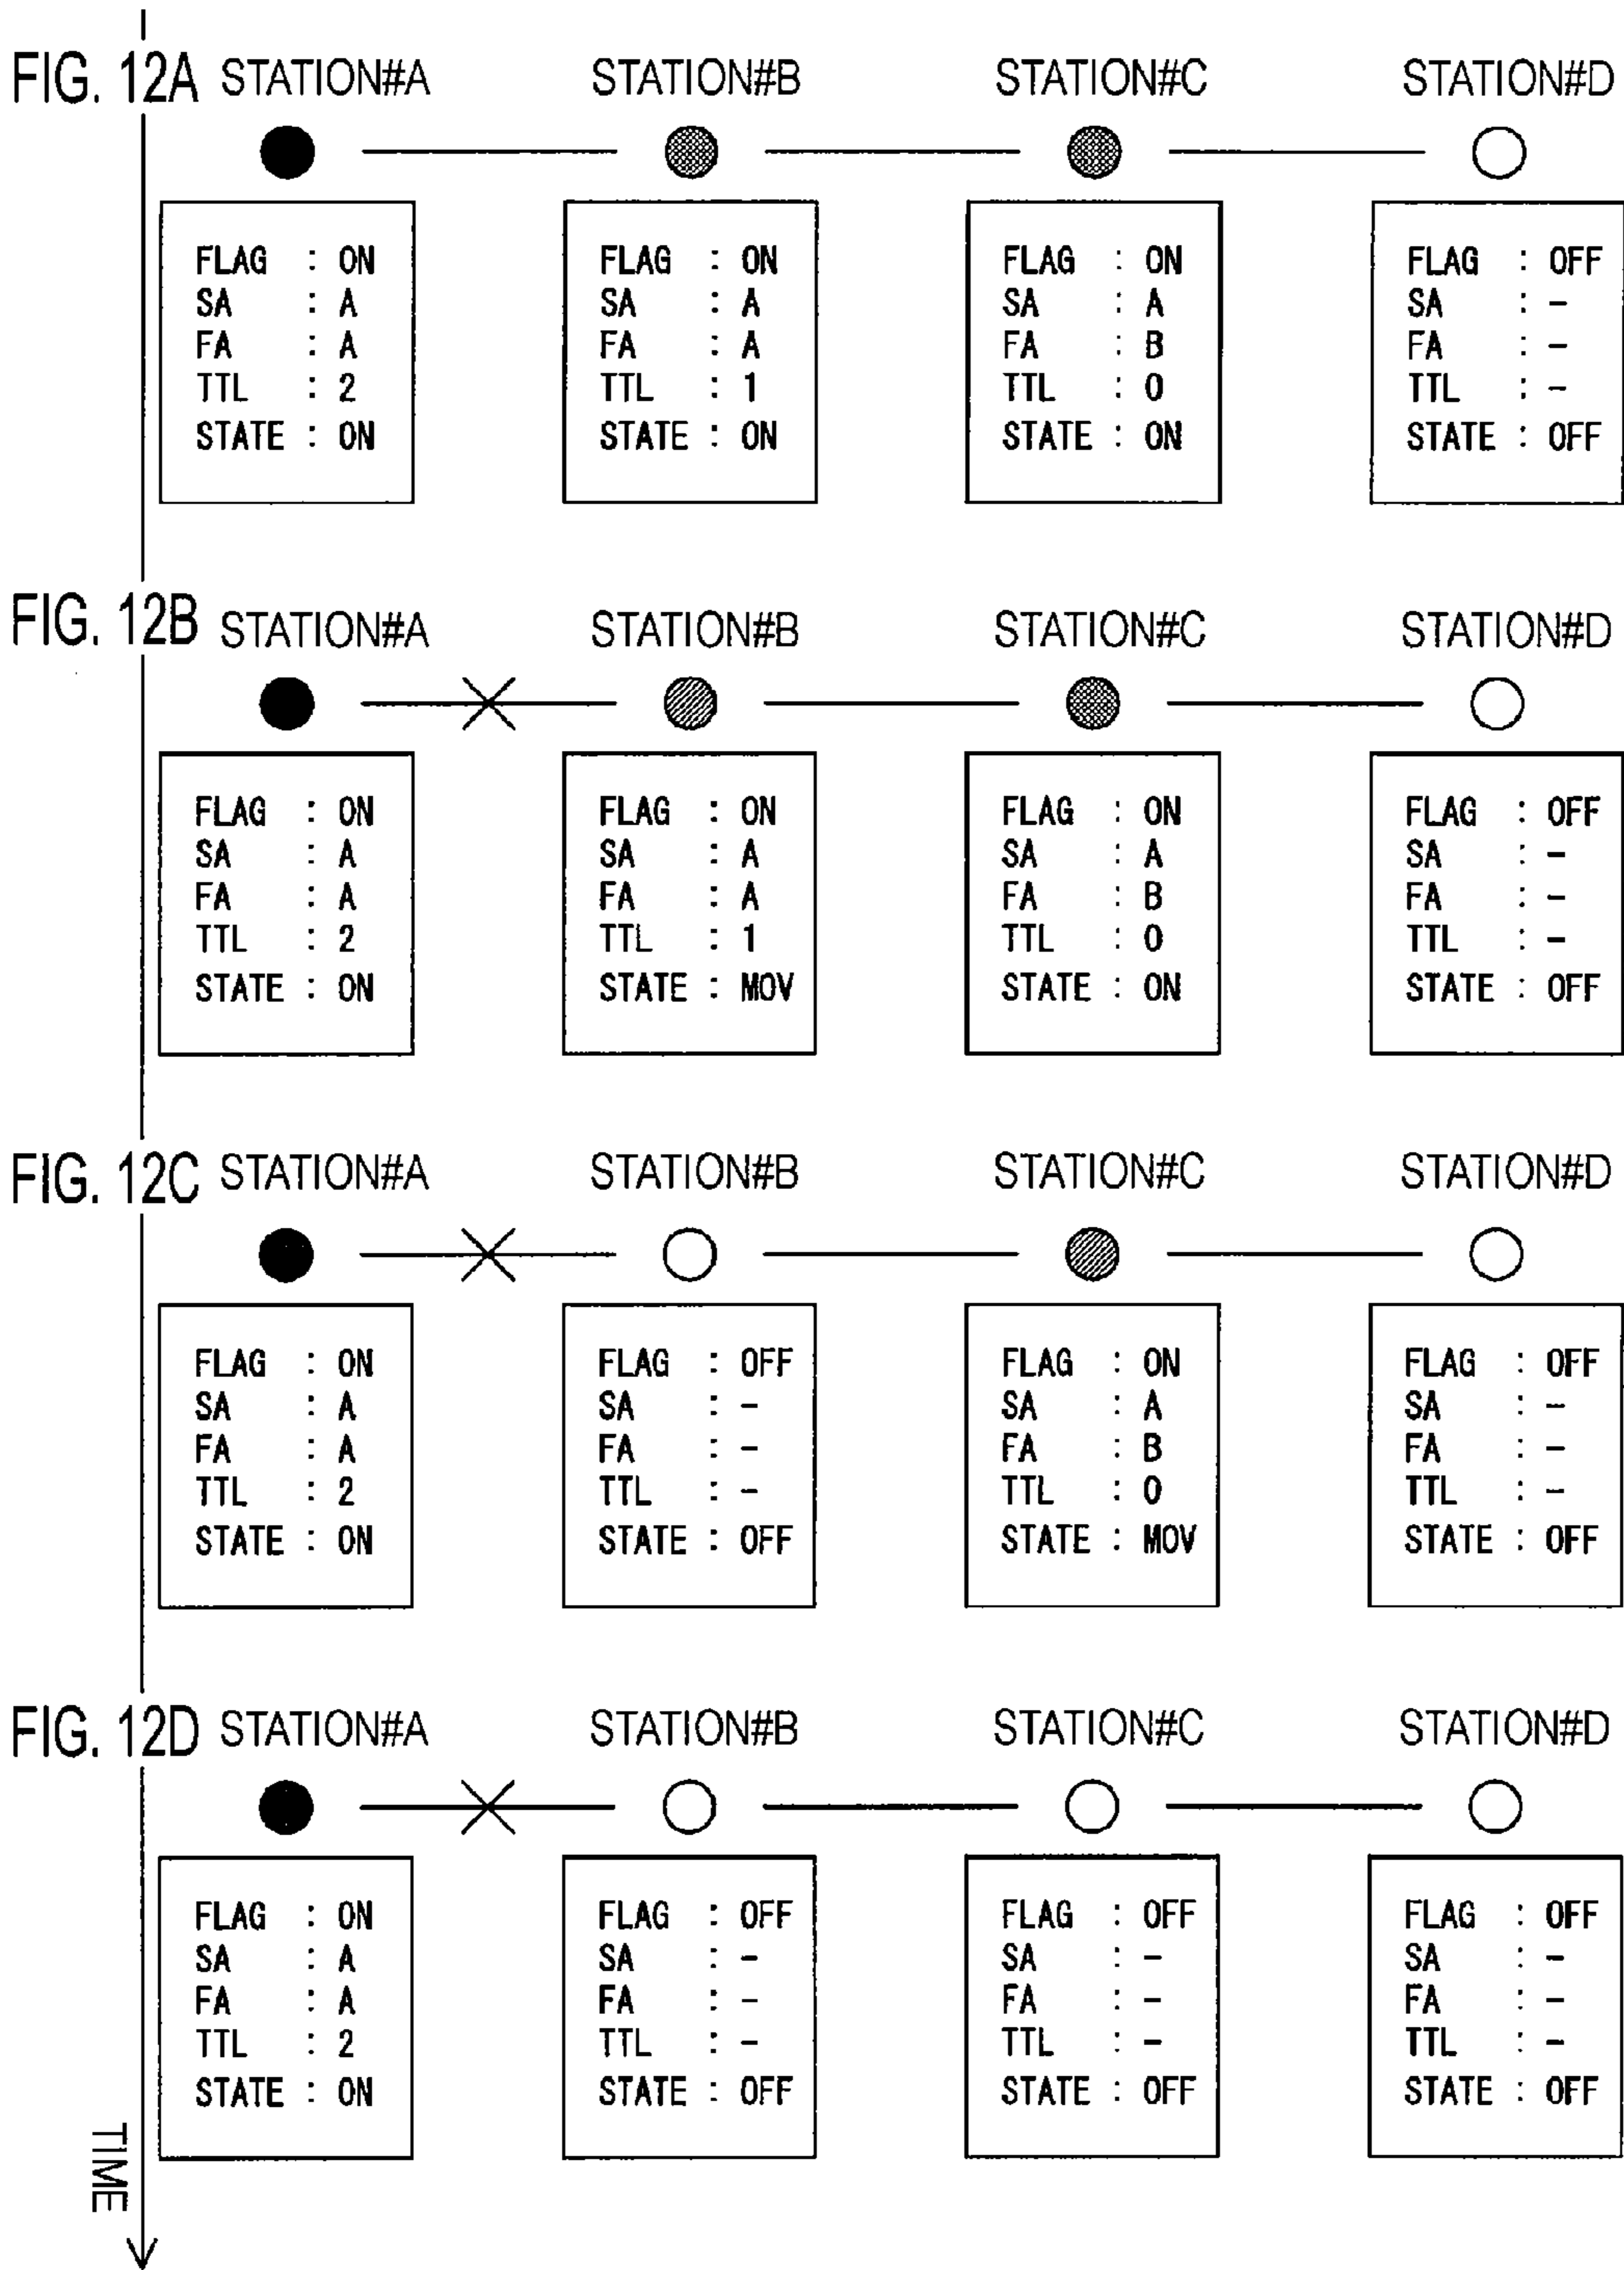 FIG. 12A STATION#A STATION#B STATION#C STATION#D
FLAG : ON FLAG : ON FLAG : ON FLAG : OFF
SA : A SA : A SA : A SA : -
FA : A FA : A FA : B FA : -
TTL : 2 TTL : 1 TTL : 0 TTL : -
STATE : ON STATE : ON STATE : ON STATE : OFF
FIG. 12B STATION#A STATION#B STATION#C STATION#D
FLAG : ON FLAG : ON FLAG : ON FLAG : OFF
SA : A SA : A SA : A SA : -
FA : A FA : A FA : B FA : -
TTL : 2 TTL : 1 TTL : 0 TTL : -
STATE : ON STATE : MOV STATE : ON STATE : OFF
FIG. 12C STATION#A STATION#B STATION#C STATION#D
FLAG : ON FLAG : OFF FLAG : ON FLAG : OFF
SA : A SA : - SA : A SA : -
FA : A FA : - FA : B FA : -
TTL : 2 TTL : - TTL : 0 TTL : -
STATE : ON STATE : OFF STATE : MOV STATE : OFF
FIG. 12D STATION#A STATION#B STATION#C STATION#D
FLAG : ON FLAG : OFF FLAG : OFF FLAG : OFF
SA : A SA : - SA : - SA : -
FA : A FA : - FA : - FA : -
TTL : 2 TTL : - TTL : - TTL : -
STATE : ON STATE : OFF STATE : OFF STATE : OFF
TIME